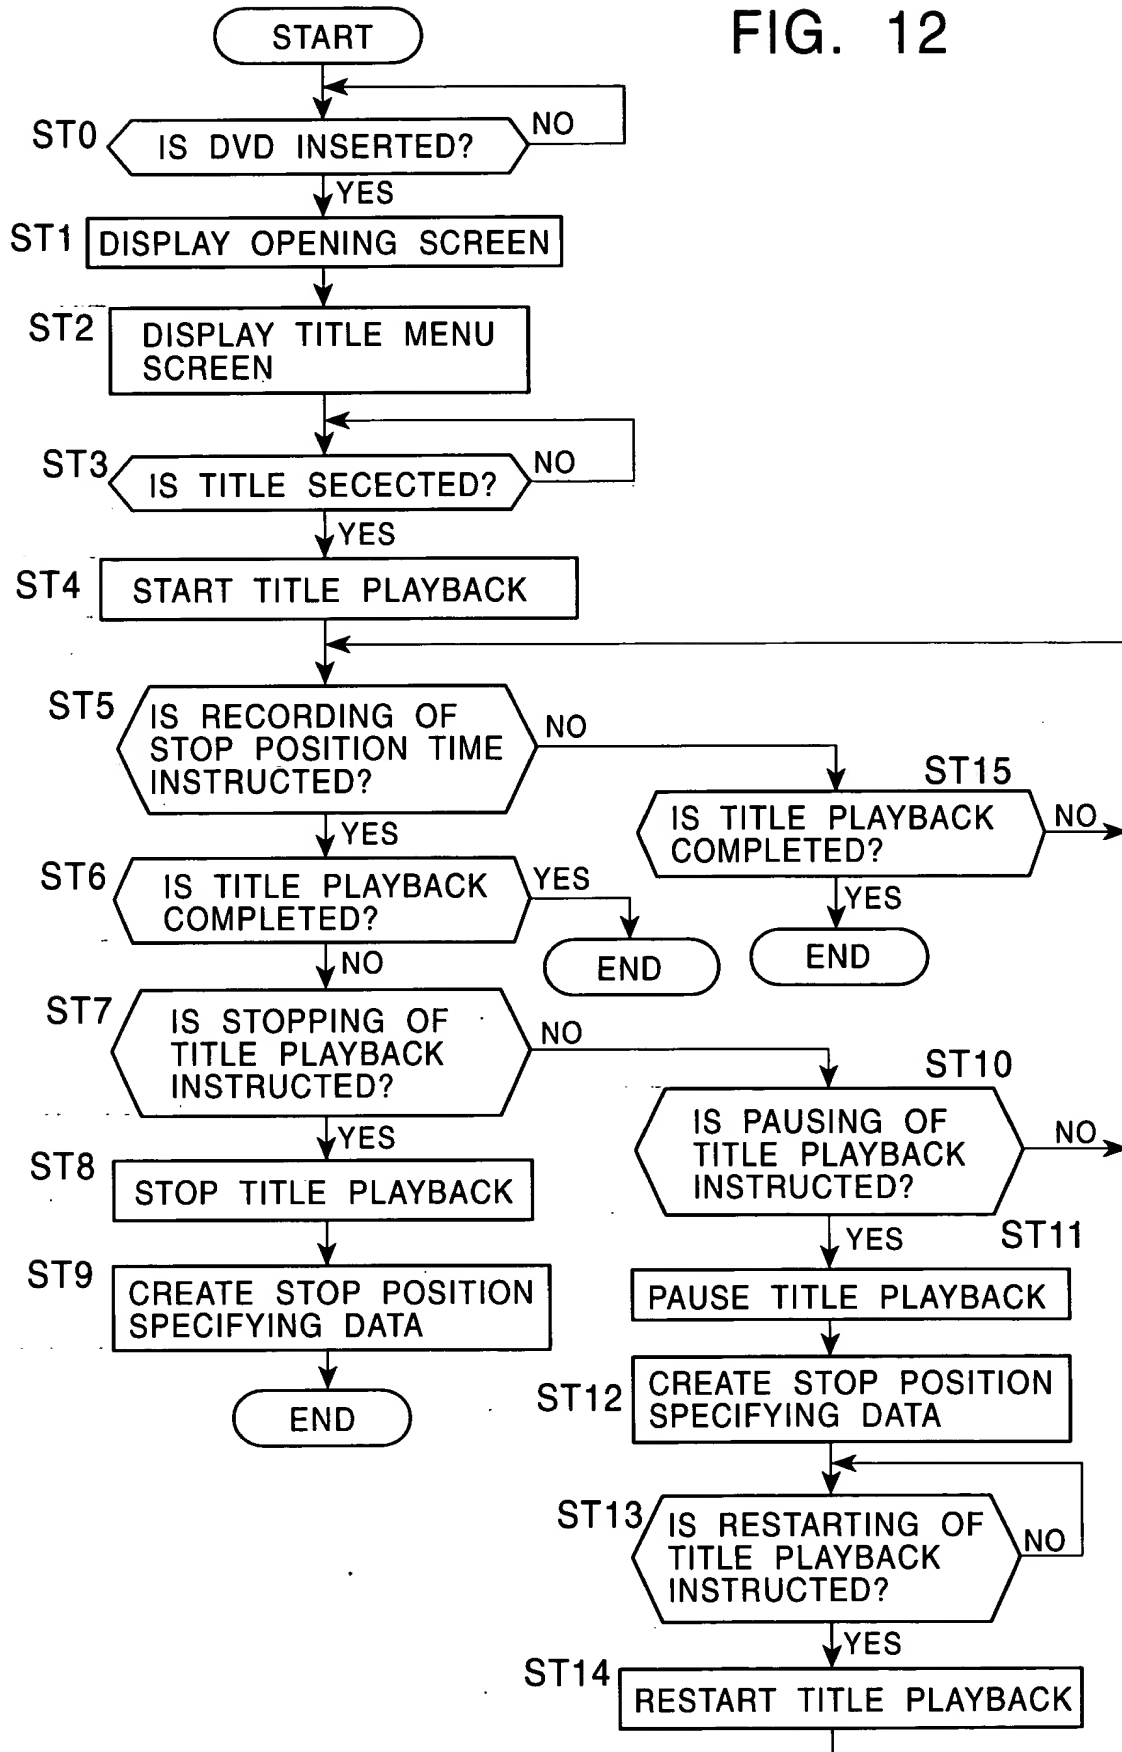 FIG. 12
START
ST0
IS DVD INSERTED?
NO
YES
ST1
DISPLAY OPENING SCREEN
ST2
DISPLAY TITLE MENU
SCREEN
ST3
IS TITLE SECECTED?
NO
YES
ST4
START TITLE PLAYBACK
ST5
IS RECORDING OF
STOP POSITION TIME
INSTRUCTED?
NO
YES
ST15
IS TITLE PLAYBACK
COMPLETED?
NO
YES
END
ST6
IS TITLE PLAYBACK
COMPLETED?
YES
END
NO
ST7
IS STOPPING OF
TITLE PLAYBACK
INSTRUCTED?
NO
YES
ST8
STOP TITLE PLAYBACK
ST9
CREATE STOP POSITION
SPECIFYING DATA
END
ST10
IS PAUSING OF
TITLE PLAYBACK
INSTRUCTED?
NO
YES
ST11
PAUSE TITLE PLAYBACK
ST12
CREATE STOP POSITION
SPECIFYING DATA
ST13
IS RESTARTING OF
TITLE PLAYBACK
INSTRUCTED?
NO
YES
ST14
RESTART TITLE PLAYBACK